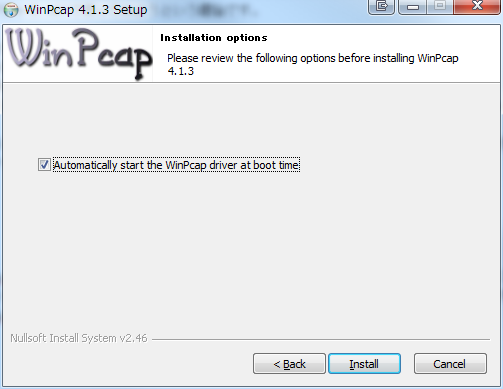 WinPcap 4.1.3 Setup
WinPcap
Installation options
Please review the following options before installing WinPcap
4.1.3
Automatically start the WinPcap driver at boot time
Nullsoft Install System v2.46
< Back
Install
Cancel